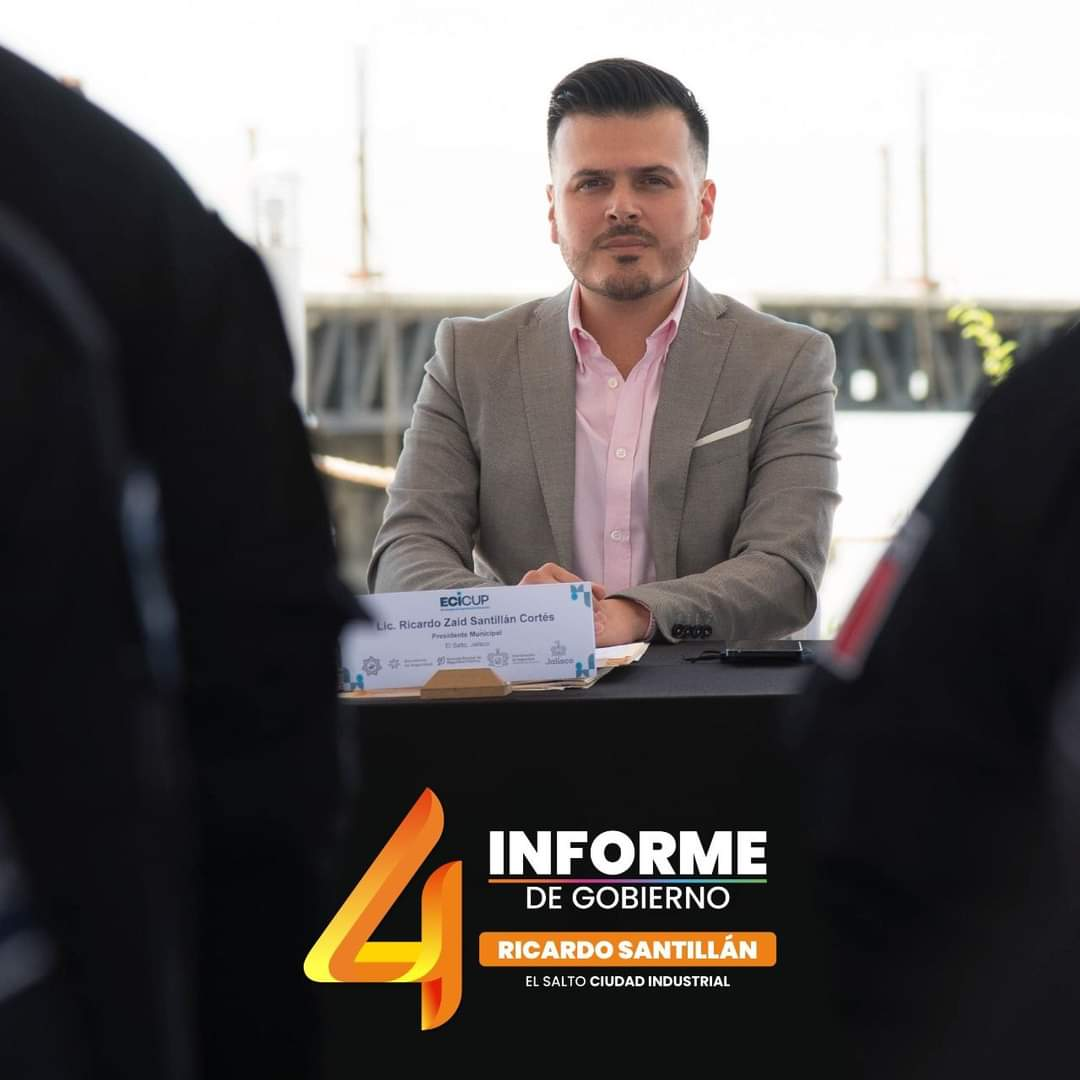 ECICUP
Lic. Ricardo Zaid Santillán Cortés
Presidente Municipal
El Salto, Jalisco
Jalisco
4
INFORME
DE GOBIERNO
RICARDO SANTILLÁN
EL SALTO CIUDAD INDUSTRIAL